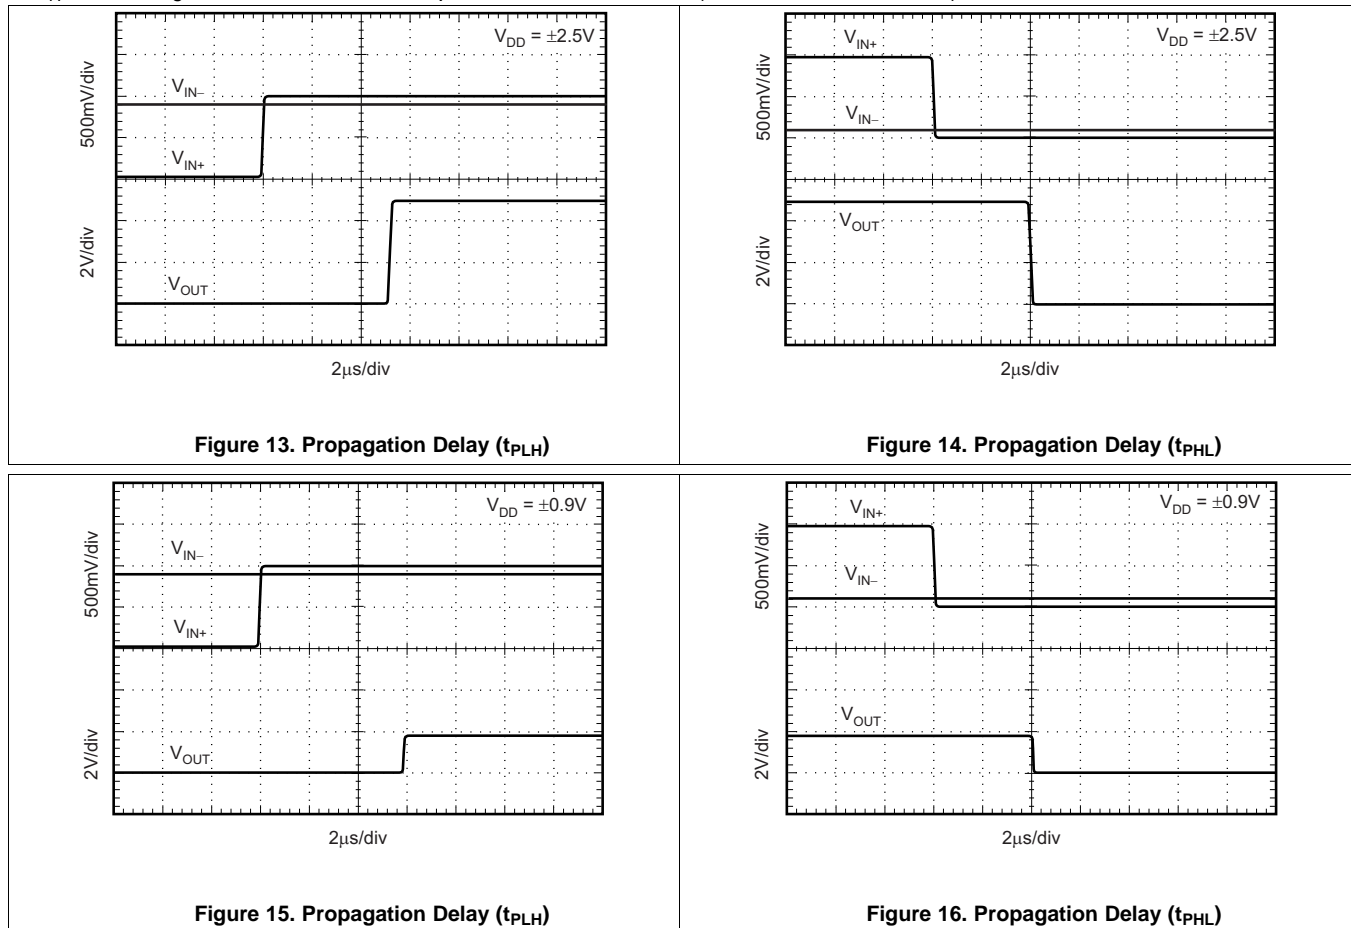 V_DD = ±2.5V
500mV/div
V_IN–
V_IN+
2V/div
V_OUT
2µs/div
Figure 13. Propagation Delay (t_PLH)
V_IN+
V_DD = ±2.5V
500mV/div
V_IN–
V_OUT
2V/div
2µs/div
Figure 14. Propagation Delay (t_PHL)
V_DD = ±0.9V
500mV/div
V_IN–
V_IN+
2V/div
V_OUT
2µs/div
Figure 15. Propagation Delay (t_PLH)
V_IN+
V_DD = ±0.9V
500mV/div
V_IN–
V_OUT
2V/div
2µs/div
Figure 16. Propagation Delay (t_PHL)